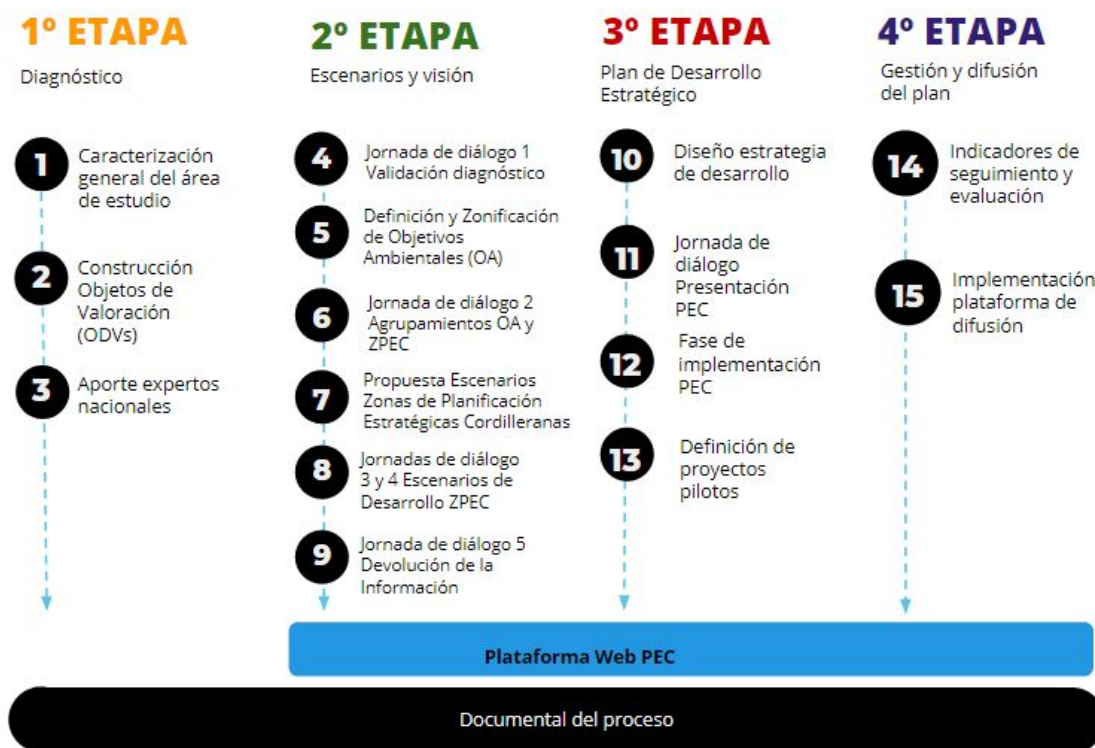 1º ETAPA
Diagnóstico
1
Caracterización
general del área
de estudio
2
Construcción
Objetos de
Valoración
(ODVs)
3
Aporte expertos
nacionales
2º ETAPA
Escenarios y visión
4
Jornada de diálogo 1
Validación diagnóstico
5
Definición y Zonificación
de Objetivos
Ambientales (OA)
6
Jornada de diálogo 2
Agrupamientos OA y
ZPEC
7
Propuesta Escenarios
Zonas de Planificación
Estratégicas Cordilleranas
8
Jornadas de diálogo
3 y 4 Escenarios de
Desarrollo ZPEC
9
Jornada de diálogo 5
Devolución de la
Información
3º ETAPA
Plan de Desarrollo
Estratégico
10
Diseño estrategia
de desarrollo
11
Jornada de
diálogo
Presentación
PEC
12
Fase de
implementación
PEC
13
Definición de
proyectos
pilotos
4º ETAPA
Gestión y difusión
del plan
14
Indicadores de
seguimiento y
evaluación
15
Implementación
plataforma de
difusión
Plataforma Web PEC
Documental del proceso